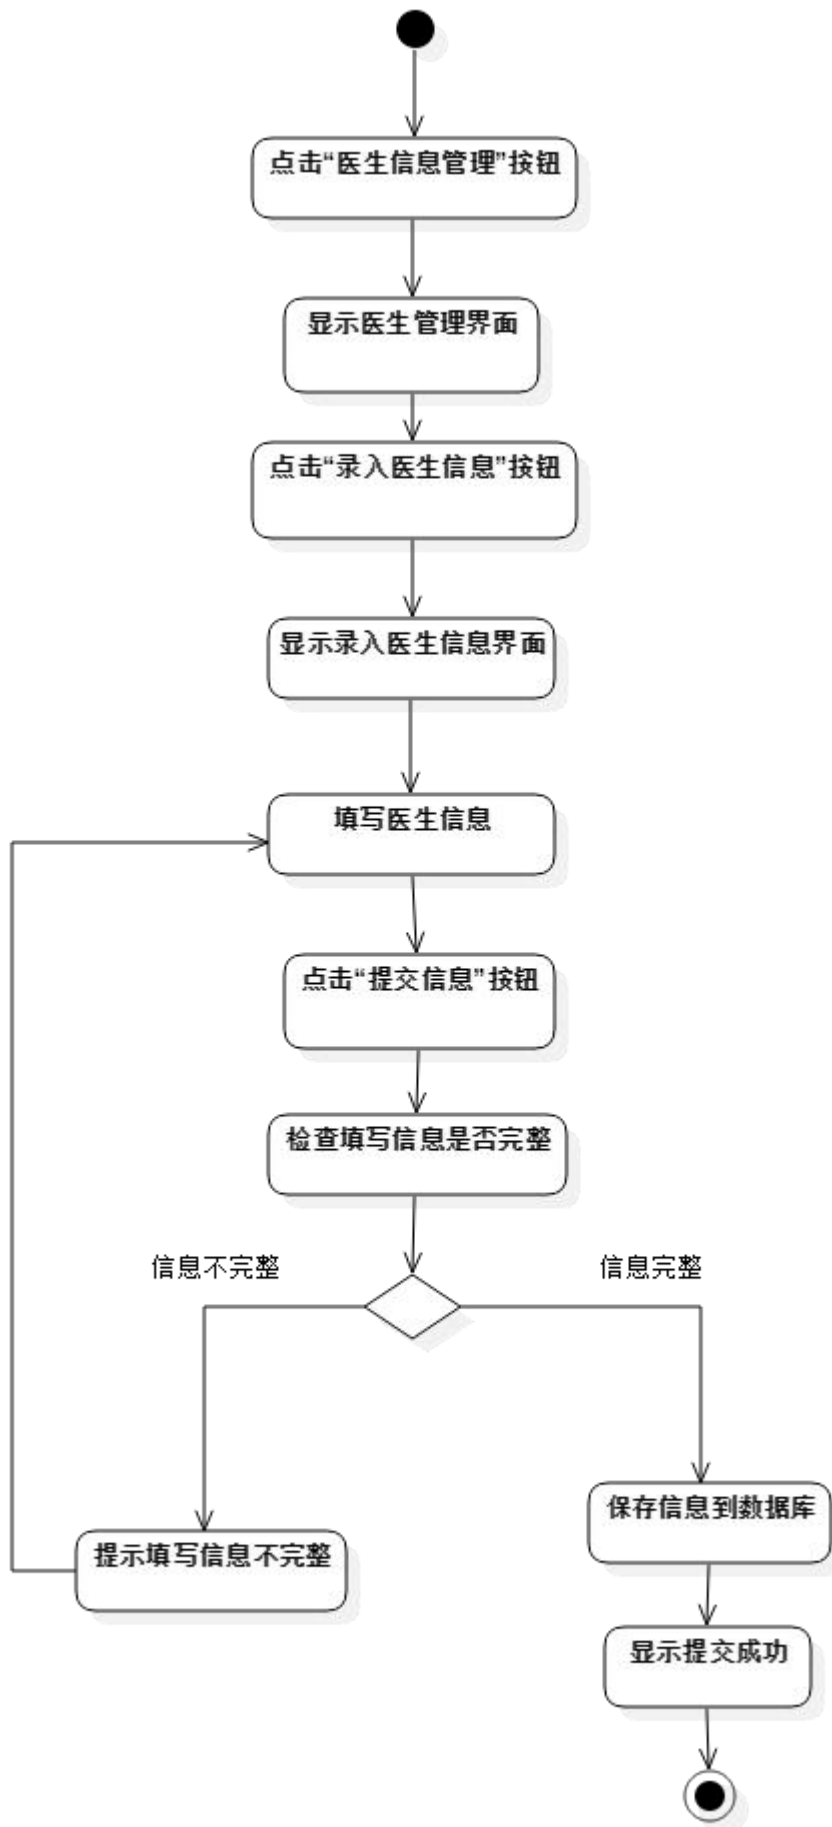 点击“医生信息管理”按钮
显示医生管理界面
点击“录入医生信息”按钮
显示录入医生信息界面
填写医生信息
点击“提交信息”按钮
检查填写信息是否完整
信息不完整
信息完整
保存信息到数据库
提示填写信息不完整
显示提交成功